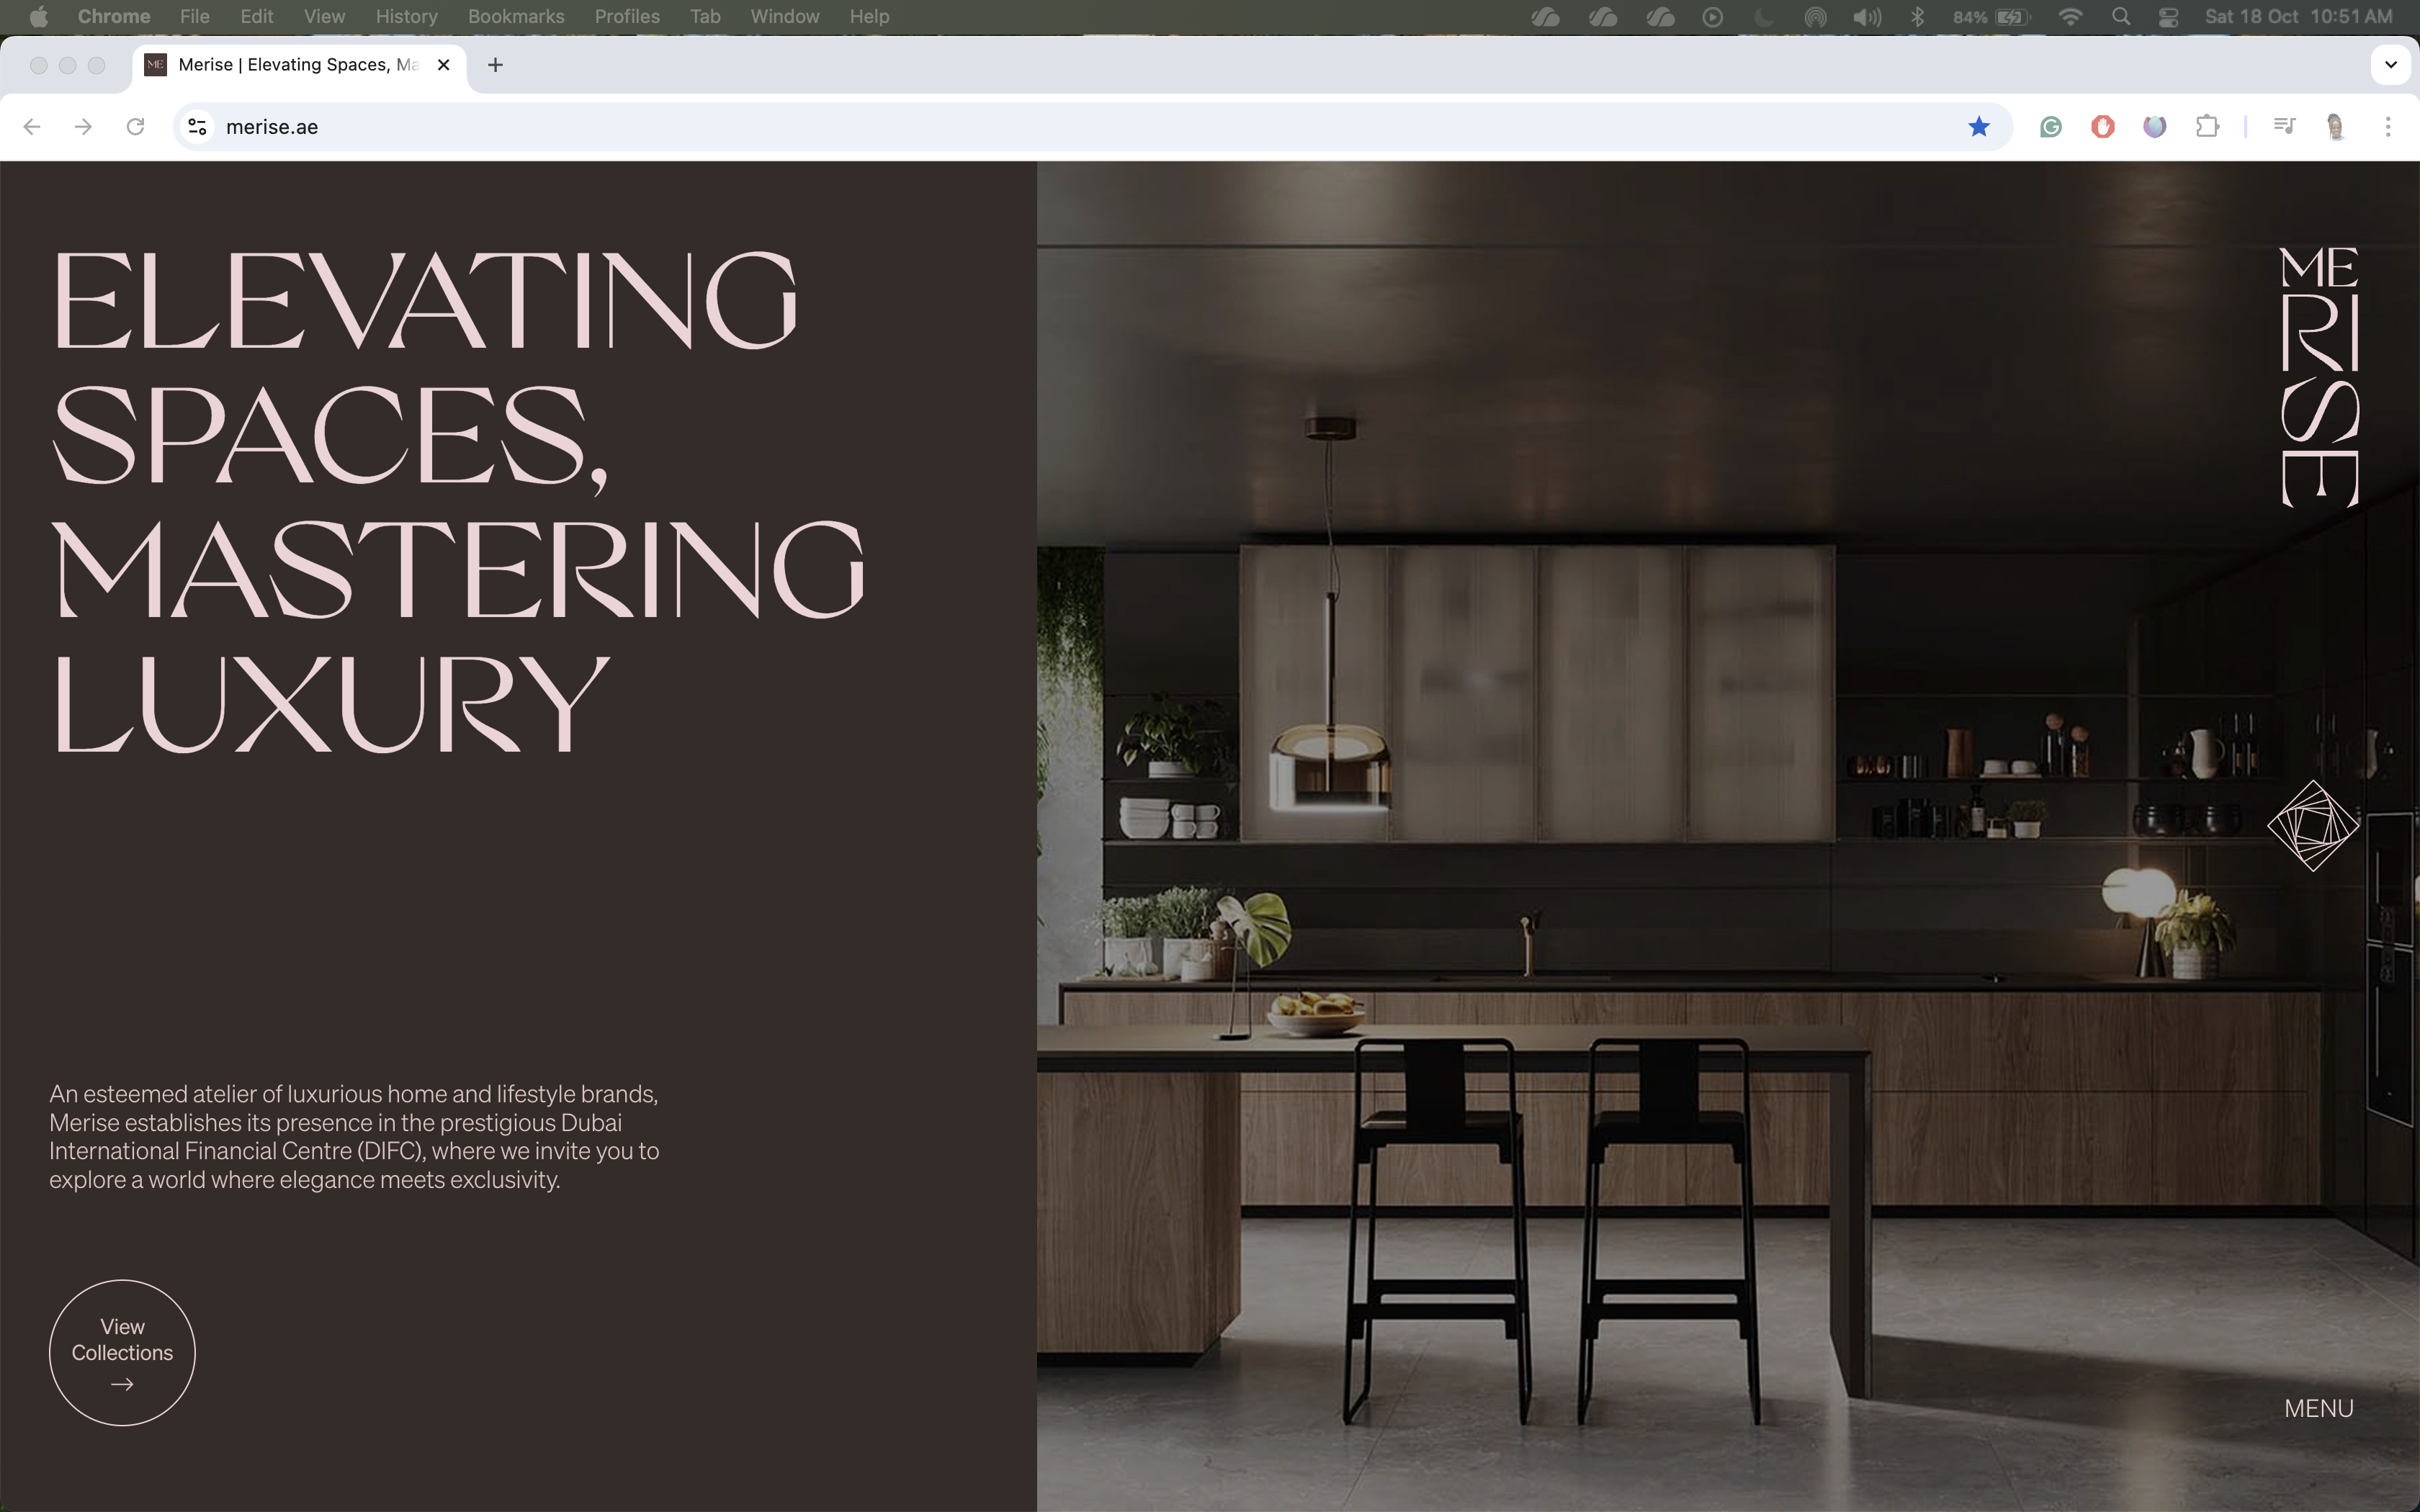 Chrome File Edit View History Bookmarks Profiles Tab Window Help 84% Sat 18 Oct 10:51 AM
ME Merise | Elevating Spaces, Ma
merise.ae
ELEVATING
SPACES,
MASTERING
LUXURY
ME
RI
SE
An esteemed atelier of luxurious home and lifestyle brands,
Merise establishes its presence in the prestigious Dubai
International Financial Centre (DIFC), where we invite you to
explore a world where elegance meets exclusivity.
View
Collections
MENU